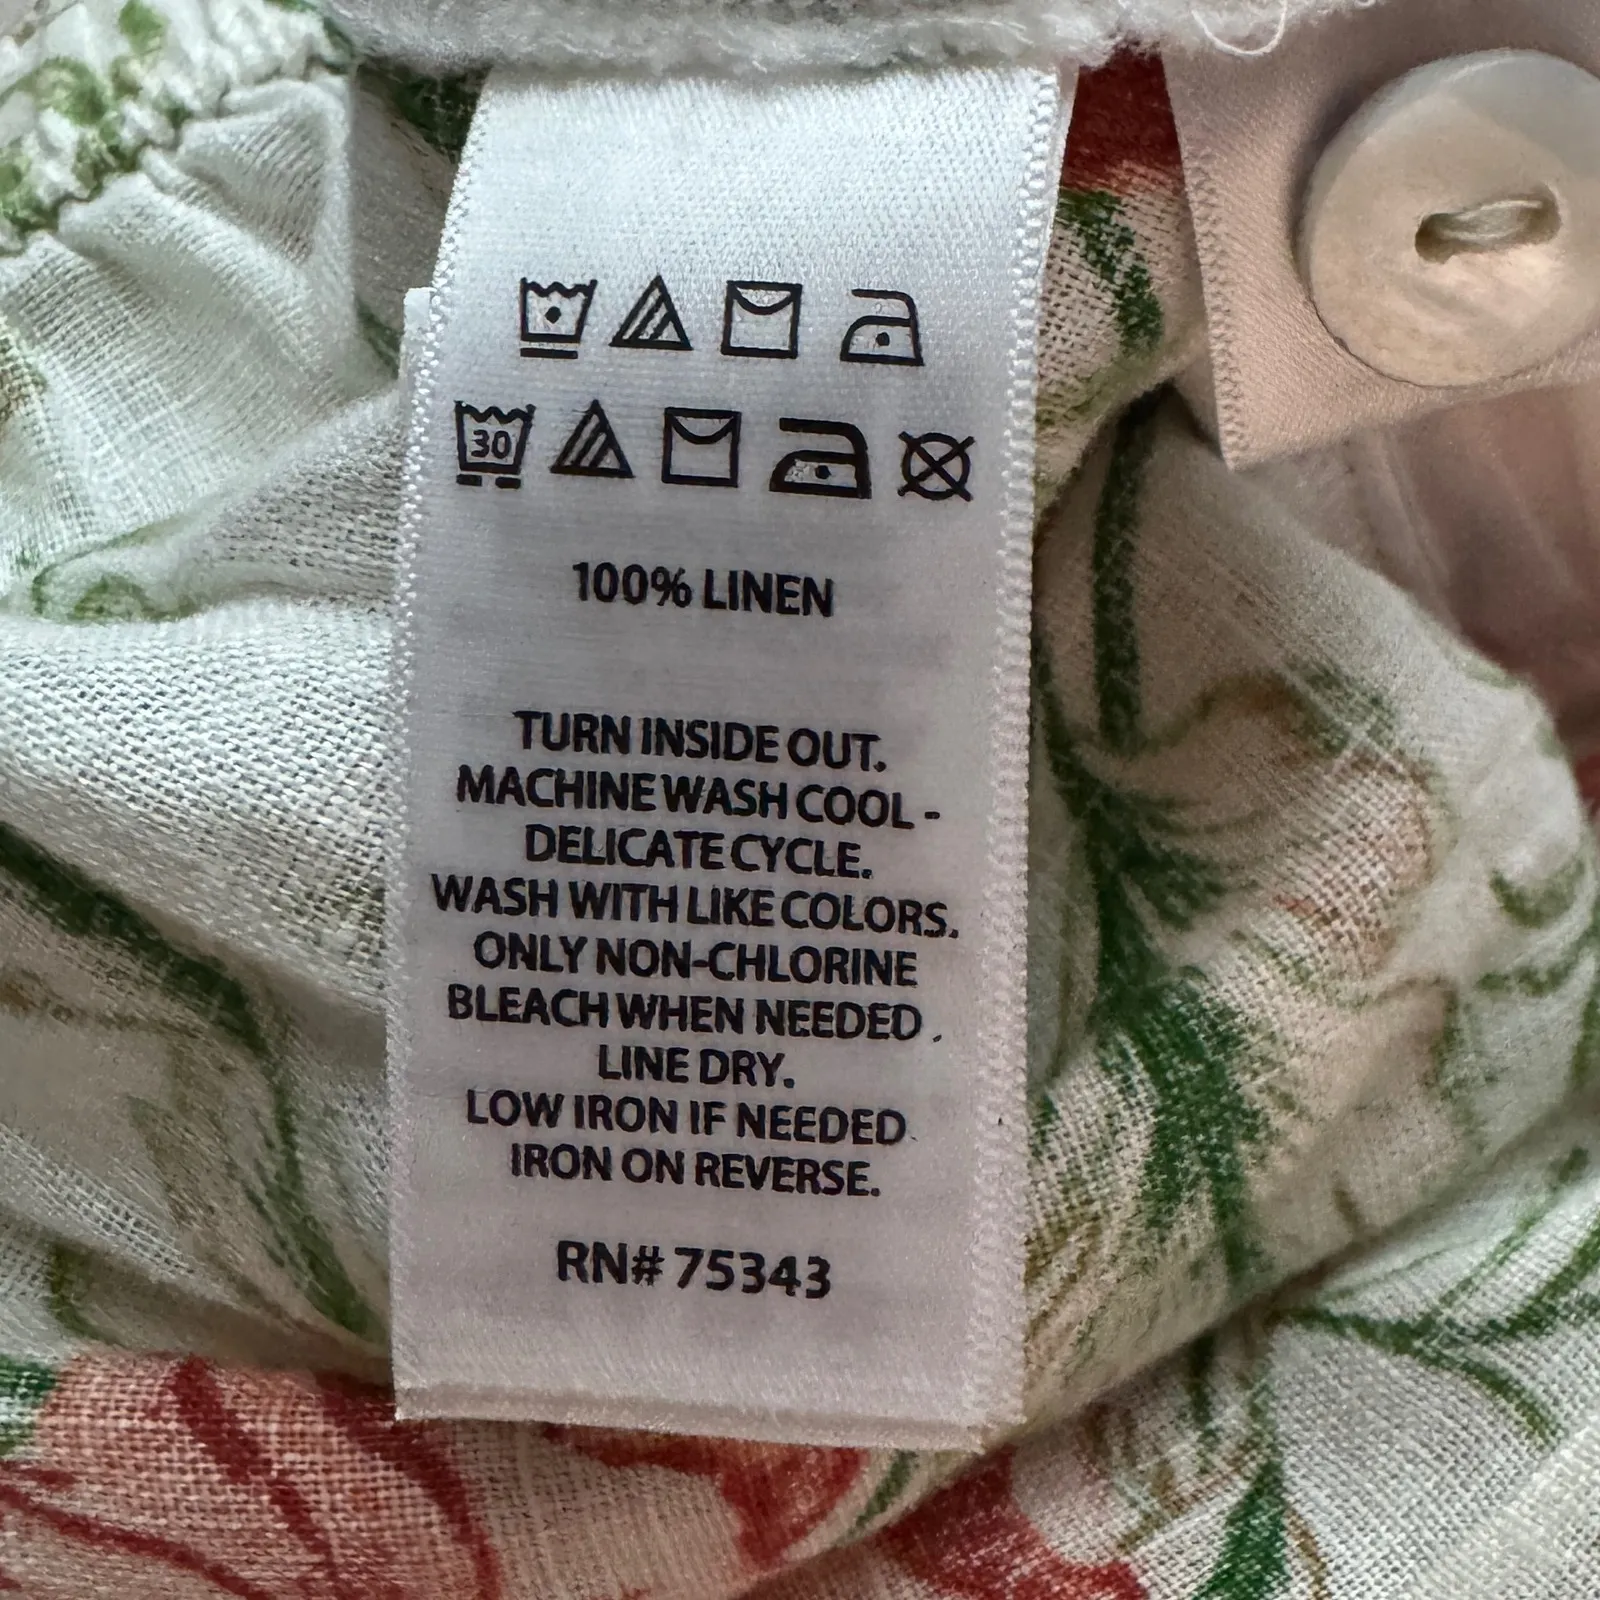 30
100% LINEN
TURN INSIDE OUT.
MACHINE WASH COOL -
DELICATE CYCLE.
WASH WITH LIKE COLORS.
ONLY NON-CHLORINE
BLEACH WHEN NEEDED .
LINE DRY.
LOW IRON IF NEEDED.
IRON ON REVERSE.
RN# 75343